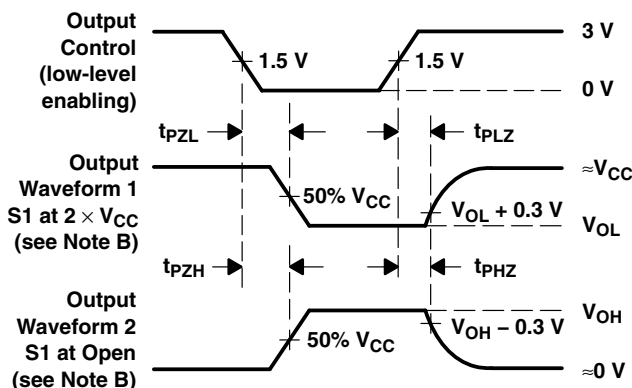 Output
Control
(low-level
enabling)
1.5 V
1.5 V
3 V
0 V
tPZL
tPLZ
Output
Waveform 1
S1 at 2 × VCC
(see Note B)
50% VCC
VOL + 0.3 V
≈VCC
VOL
tPZH
tPHZ
Output
Waveform 2
S1 at Open
(see Note B)
50% VCC
VOH − 0.3 V
VOH
≈0 V